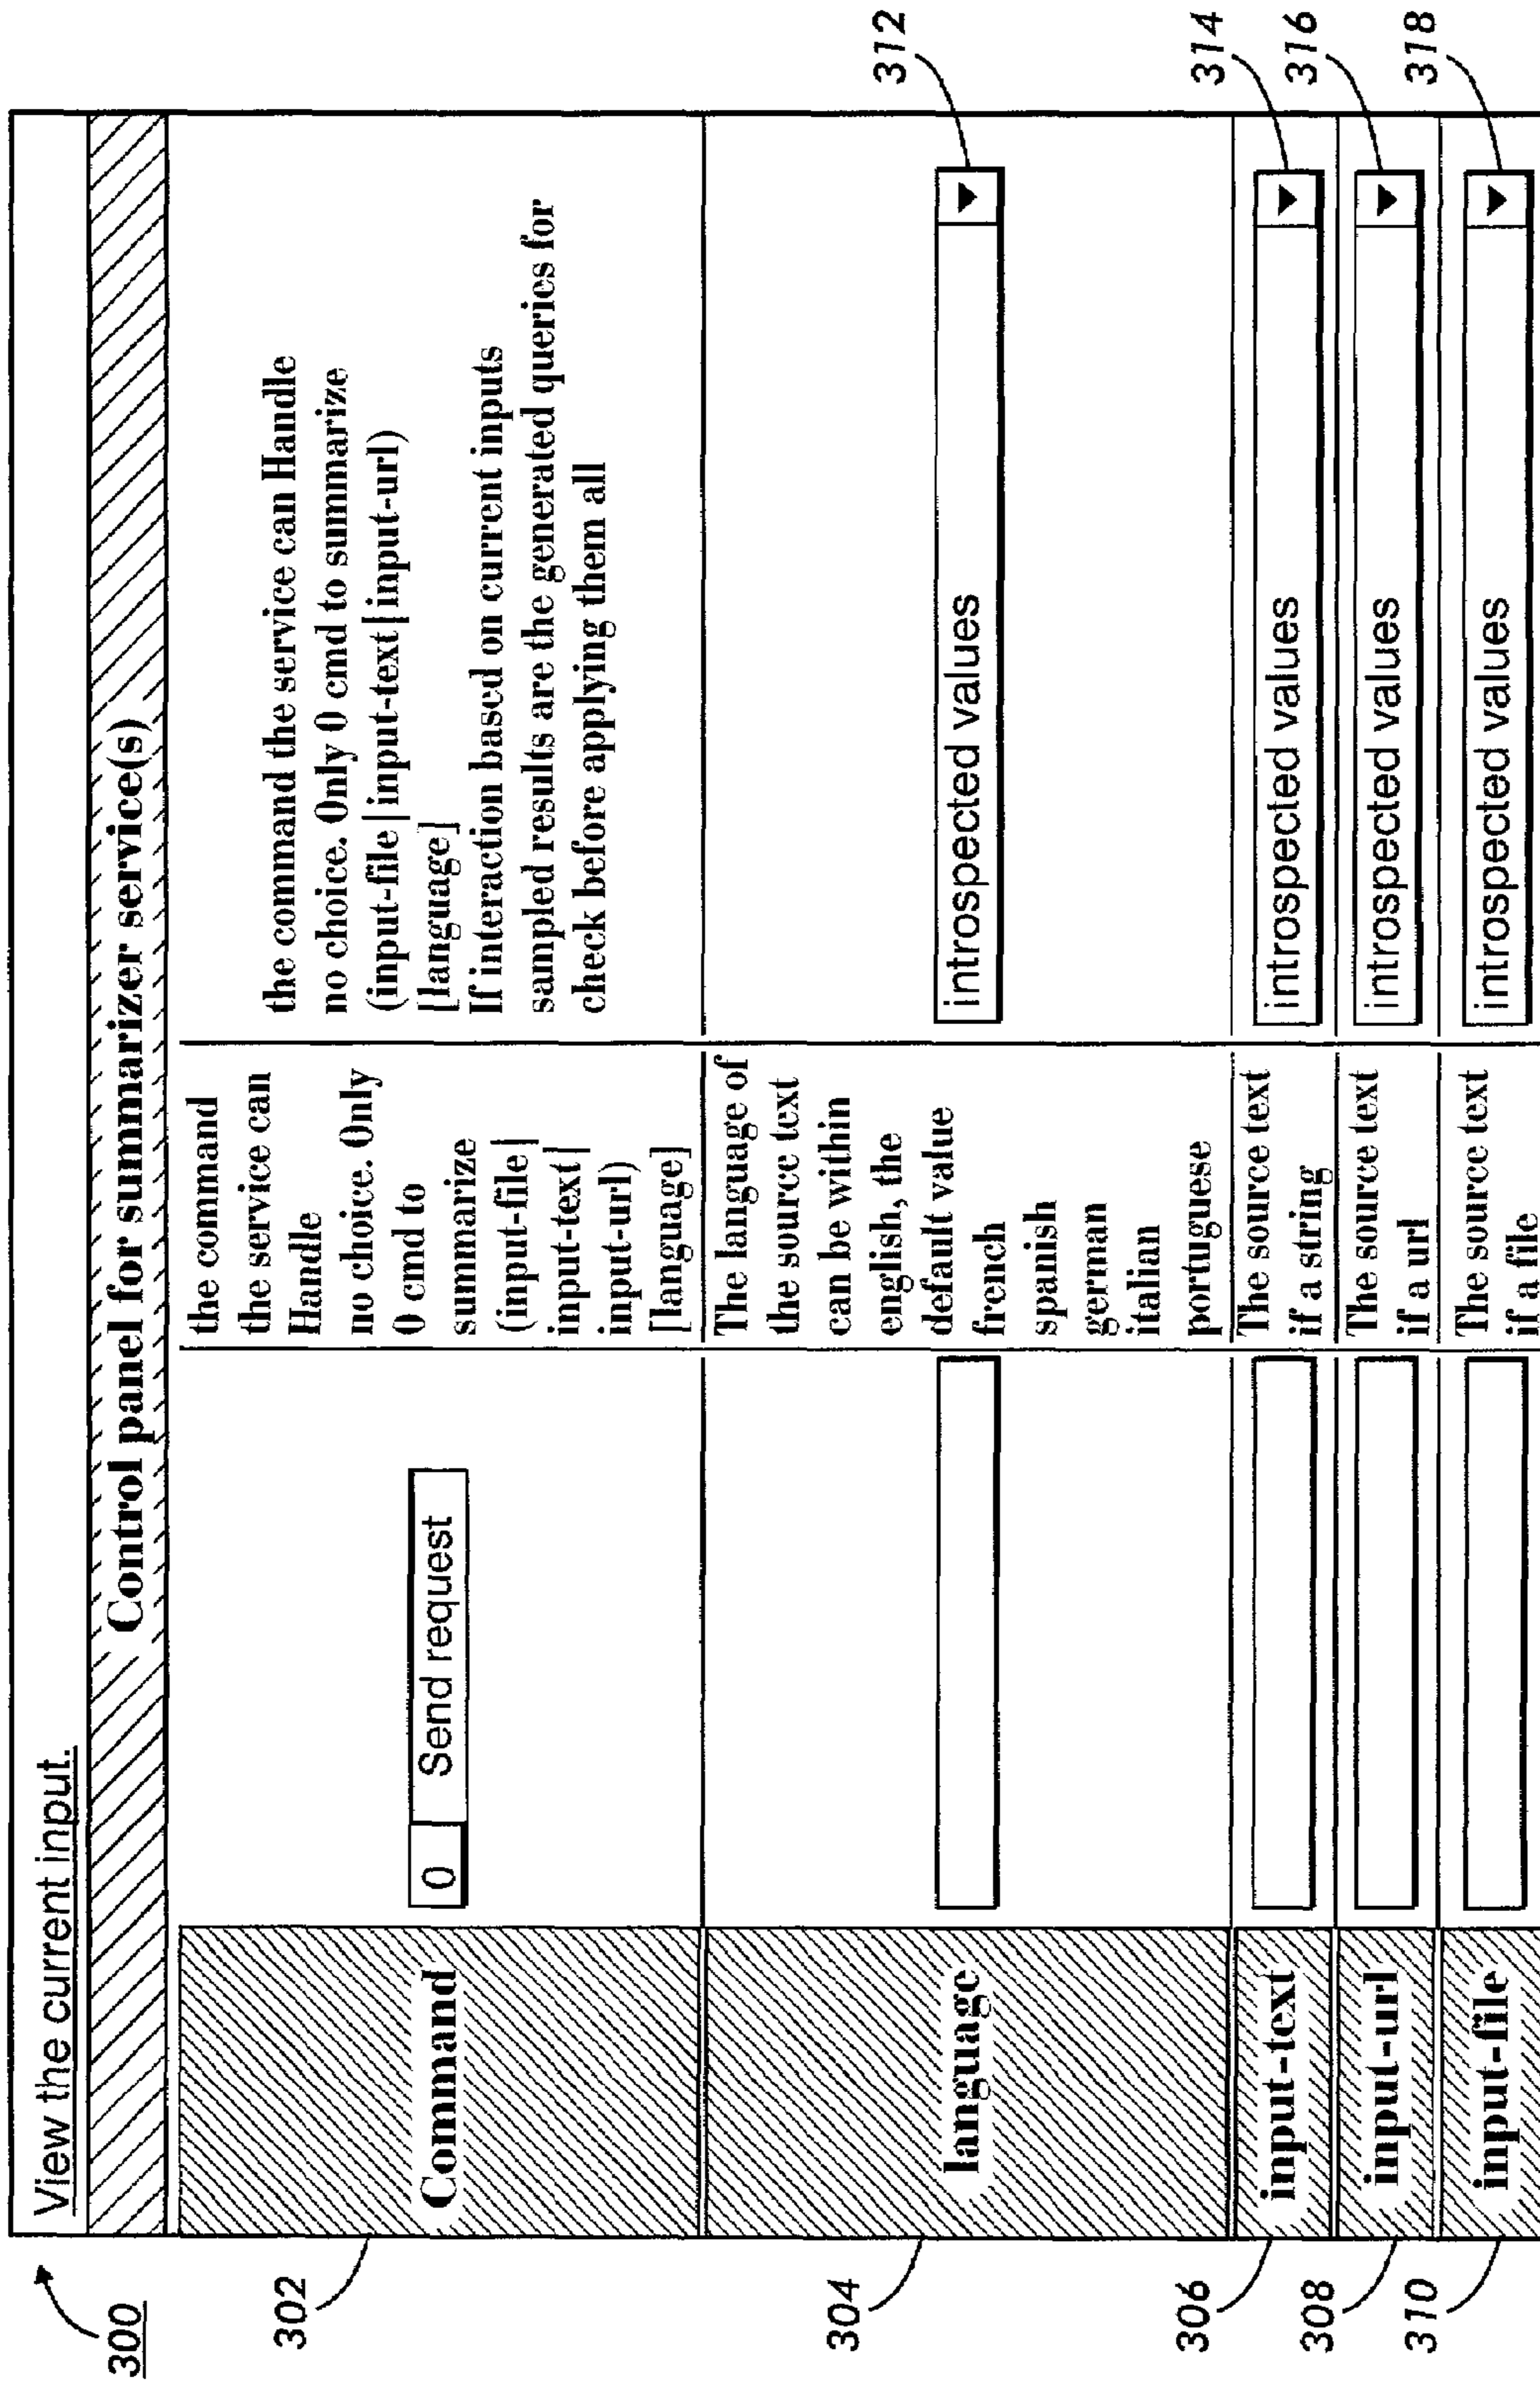 300
View the current input.
Control panel for summarizer service(s)
302
Command
0 Send request
the command
the service can
Handle
no choice. Only
0 cmd to
summarize
(input-file|
input-text|
input-url)
[language]
the command the service can Handle
no choice. Only 0 cmd to summarize
(input-file|input-text|input-url)
[language]
If interaction based on current inputs
sampled results are the generated queries for
check before applying them all
304
language
The language of
the source text
can be within
english, the
default value
french
spanish
german
italian
portuguese
introspected values
312
306
input-text
The source text
if a string
introspected values
314
308
input-url
The source text
if a url
introspected values
316
310
input-file
The source text
if a file
introspected values
318